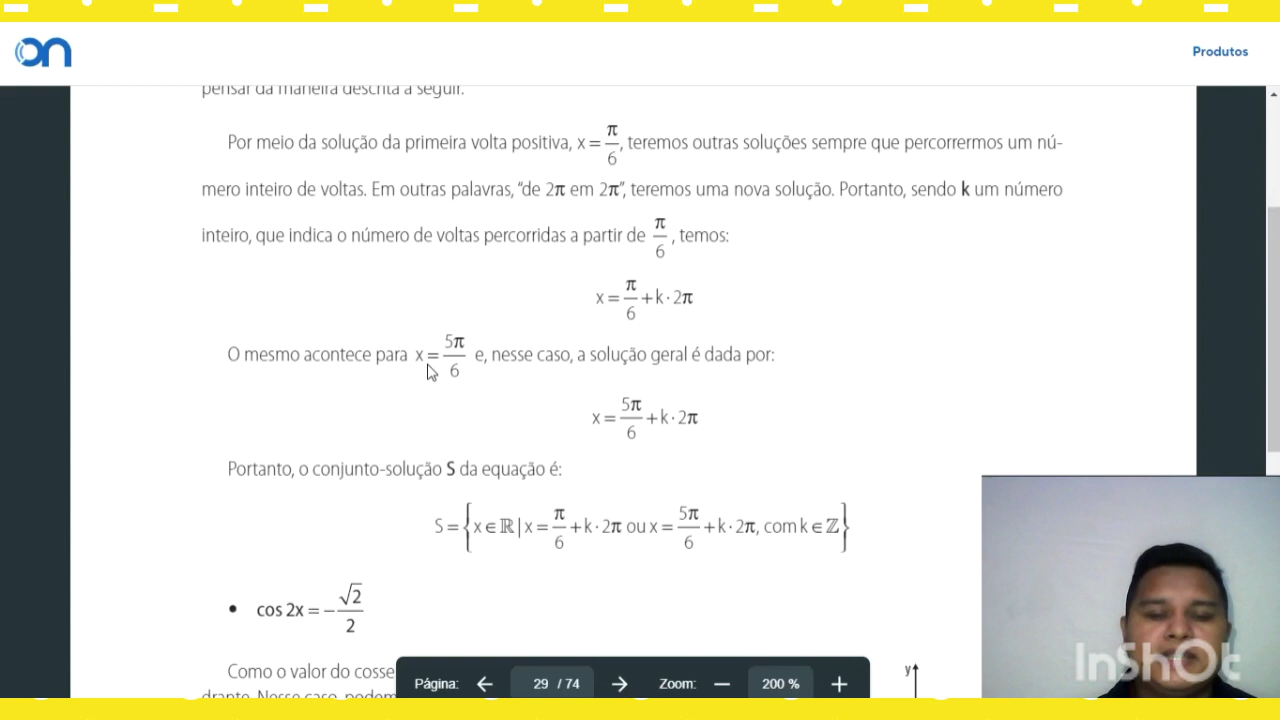 on
Produtos
pensar da maneira descrita a seguir.
Por meio da solução da primeira volta positiva, x = π/6, teremos outras soluções sempre que percorrermos um nú-
mero inteiro de voltas. Em outras palavras, "de 2π em 2π", teremos uma nova solução. Portanto, sendo k um número
inteiro, que indica o número de voltas percorridas a partir de π/6, temos:
x = π/6 + k · 2π
O mesmo acontece para x = 5π/6 e, nesse caso, a solução geral é dada por:
x = 5π/6 + k · 2π
Portanto, o conjunto-solução S da equação é:
S = {x ∈ ℝ | x = π/6 + k · 2π ou x = 5π/6 + k · 2π, com k ∈ ℤ}
• cos 2x = −√2/2
Como o valor do cosse
drante. Nesse caso, podem
y
Página: ← 29 / 74 → Zoom: — 200 % +
InShOt